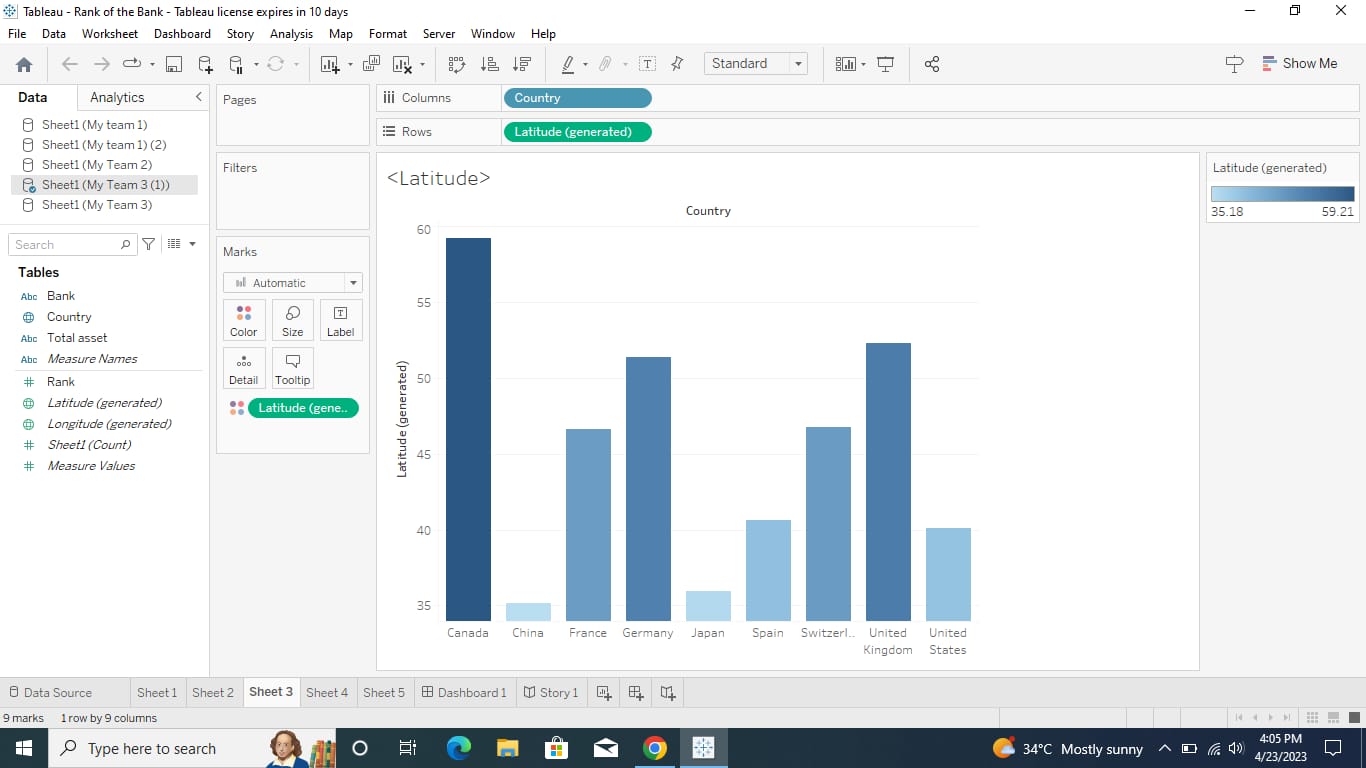 Tableau - Rank of the Bank - Tableau license expires in 10 days
File Data Worksheet Dashboard Story Analysis Map Format Server Window Help
Standard
Show Me
Data Analytics
Sheet1 (My team 1)
Sheet1 (My team 1) (2)
Sheet1 (My Team 2)
Sheet1 (My Team 3 (1))
Sheet1 (My Team 3)
Search
Tables
Abc Bank
Country
Abc Total asset
Abc Measure Names
Rank
Latitude (generated)
Longitude (generated)
Sheet1 (Count)
Measure Values
Pages
Filters
Marks
Automatic
Color Size Label
Detail Tooltip
Latitude (gene..
Columns Country
Rows Latitude (generated)
<Latitude>
Country
Latitude (generated)
60
55
50
45
40
35
Canada China France Germany Japan Spain Switzerl.. United Kingdom United States
Latitude (generated)
35.18 59.21
Data Source Sheet 1 Sheet 2 Sheet 3 Sheet 4 Sheet 5 Dashboard 1 Story 1
9 marks 1 row by 9 columns
Type here to search
34°C Mostly sunny
4:05 PM
4/23/2023